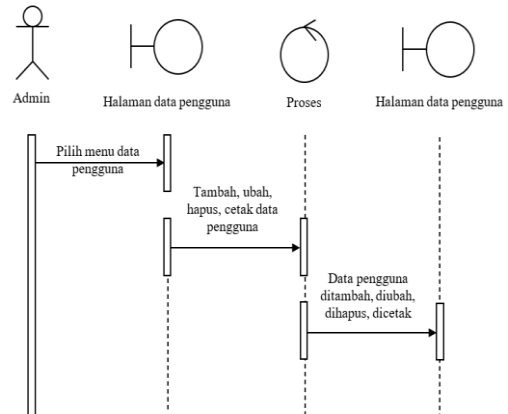 Admin
Halaman data pengguna
Proses
Halaman data pengguna
Pilih menu data
pengguna
Tambah, ubah,
hapus, cetak data
pengguna
Data pengguna
ditambah, diubah,
dihapus, dicetak